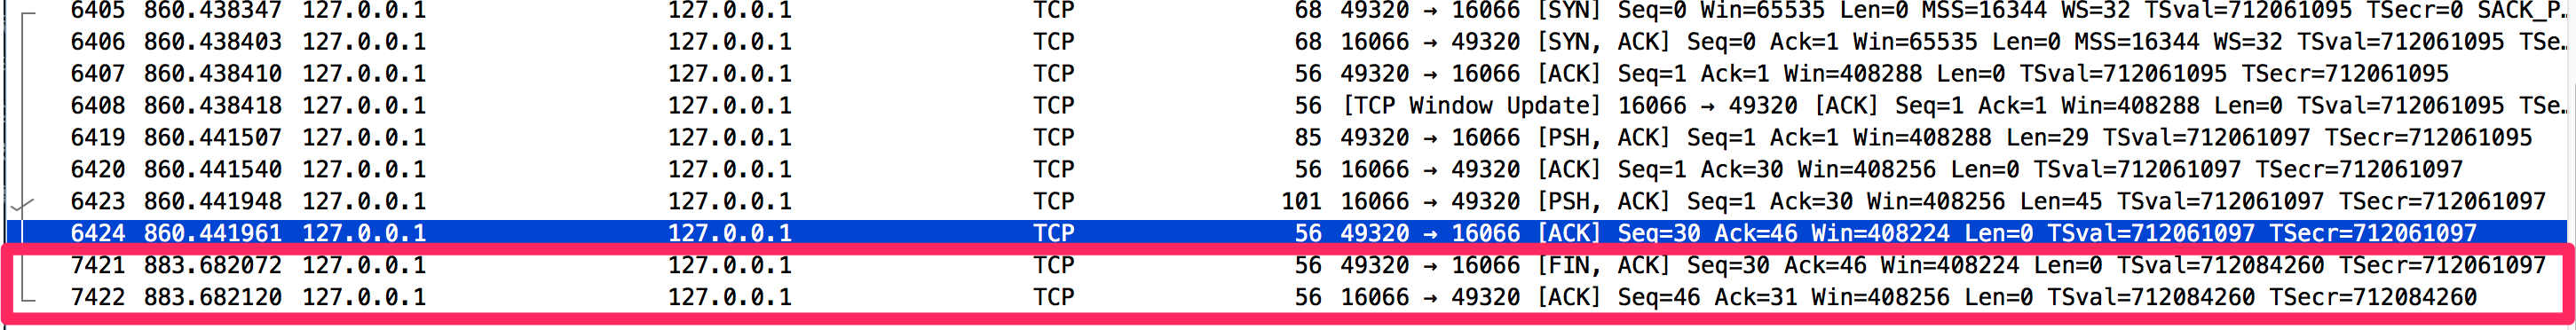 6405 860.438347 127.0.0.1 127.0.0.1 TCP 68 49320 → 16066 [SYN] Seq=0 Win=65535 Len=0 MSS=16344 WS=32 TSval=712061095 TSecr=0 SACK_P…
6406 860.438403 127.0.0.1 127.0.0.1 TCP 68 16066 → 49320 [SYN, ACK] Seq=0 Ack=1 Win=65535 Len=0 MSS=16344 WS=32 TSval=712061095 TSe…
6407 860.438410 127.0.0.1 127.0.0.1 TCP 56 49320 → 16066 [ACK] Seq=1 Ack=1 Win=408288 Len=0 TSval=712061095 TSecr=712061095
6408 860.438418 127.0.0.1 127.0.0.1 TCP 56 [TCP Window Update] 16066 → 49320 [ACK] Seq=1 Ack=1 Win=408288 Len=0 TSval=712061095 TSe…
6419 860.441507 127.0.0.1 127.0.0.1 TCP 85 49320 → 16066 [PSH, ACK] Seq=1 Ack=1 Win=408288 Len=29 TSval=712061097 TSecr=712061095
6420 860.441540 127.0.0.1 127.0.0.1 TCP 56 16066 → 49320 [ACK] Seq=1 Ack=30 Win=408256 Len=0 TSval=712061097 TSecr=712061097
6423 860.441948 127.0.0.1 127.0.0.1 TCP 101 16066 → 49320 [PSH, ACK] Seq=1 Ack=30 Win=408256 Len=45 TSval=712061097 TSecr=712061097
6424 860.441961 127.0.0.1 127.0.0.1 TCP 56 49320 → 16066 [ACK] Seq=30 Ack=46 Win=408224 Len=0 TSval=712061097 TSecr=712061097
7421 883.682072 127.0.0.1 127.0.0.1 TCP 56 49320 → 16066 [FIN, ACK] Seq=30 Ack=46 Win=408224 Len=0 TSval=712084260 TSecr=712061097
7422 883.682120 127.0.0.1 127.0.0.1 TCP 56 16066 → 49320 [ACK] Seq=46 Ack=31 Win=408256 Len=0 TSval=712084260 TSecr=712084260